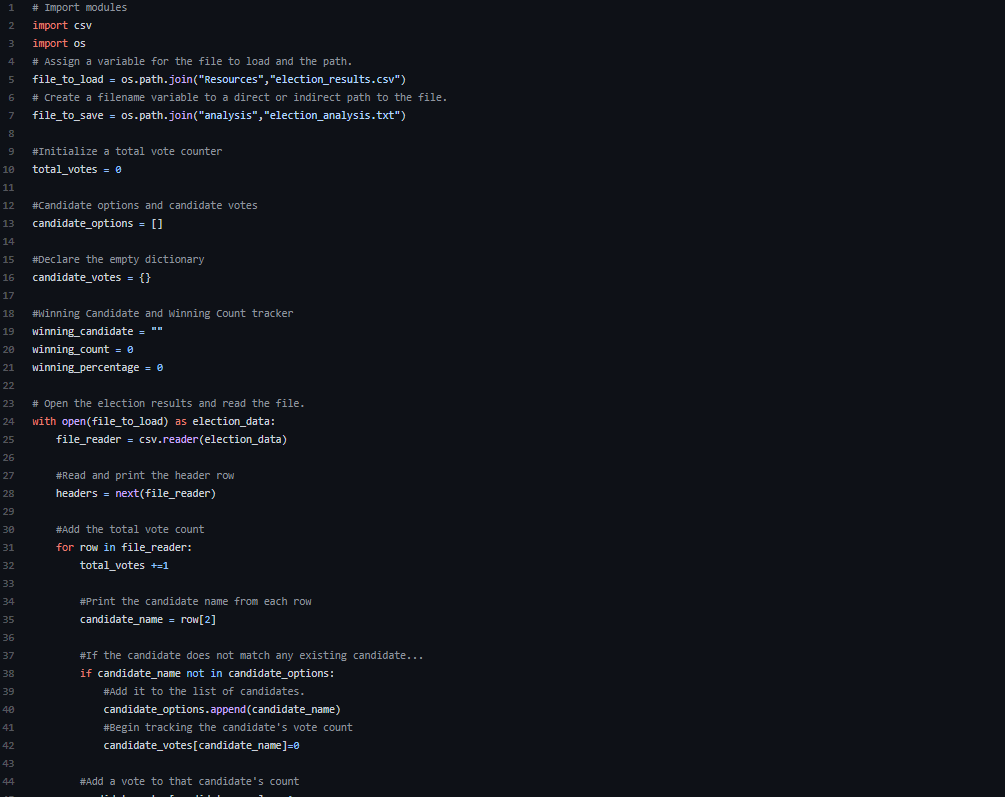 1 # Import modules
2 import csv
3 import os
4 # Assign a variable for the file to load and the path.
5 file_to_load = os.path.join("Resources","election_results.csv")
6 # Create a filename variable to a direct or indirect path to the file.
7 file_to_save = os.path.join("analysis","election_analysis.txt")
8
9 #Initialize a total vote counter
10 total_votes = 0
11
12 #Candidate options and candidate votes
13 candidate_options = []
14
15 #Declare the empty dictionary
16 candidate_votes = {}
17
18 #Winning Candidate and Winning Count tracker
19 winning_candidate = ""
20 winning_count = 0
21 winning_percentage = 0
22
23 # Open the election results and read the file.
24 with open(file_to_load) as election_data:
25     file_reader = csv.reader(election_data)
26
27     #Read and print the header row
28     headers = next(file_reader)
29
30     #Add the total vote count
31     for row in file_reader:
32         total_votes +=1
33
34         #Print the candidate name from each row
35         candidate_name = row[2]
36
37         #If the candidate does not match any existing candidate...
38         if candidate_name not in candidate_options:
39             #Add it to the list of candidates.
40             candidate_options.append(candidate_name)
41             #Begin tracking the candidate's vote count
42             candidate_votes[candidate_name]=0
43
44         #Add a vote to that candidate's count